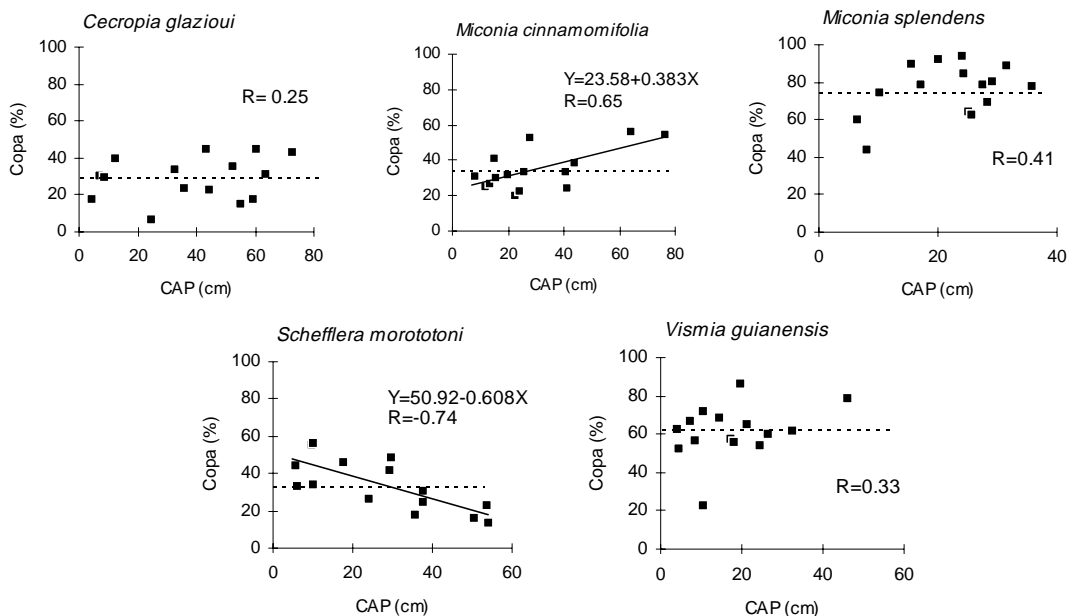 Cecropia glazioui
100
80
60
40
20
0
Copa (%)
R= 0.25
0 20 40 60 80
CAP (cm)
Miconia cinnamomifolia
100
80
60
40
20
0
Copa (%)
Y=23.58+0.383X
R=0.65
0 20 40 60 80
CAP (cm)
Miconia splendens
100
80
60
40
20
0
Copa (%)
R=0.41
0 20 40
CAP (cm)
Schefflera morototoni
100
80
60
40
20
0
Copa (%)
Y=50.92-0.608X
R=-0.74
0 20 40 60
CAP (cm)
Vismia guianensis
100
80
60
40
20
0
Copa (%)
R=0.33
0 20 40 60
CAP (cm)